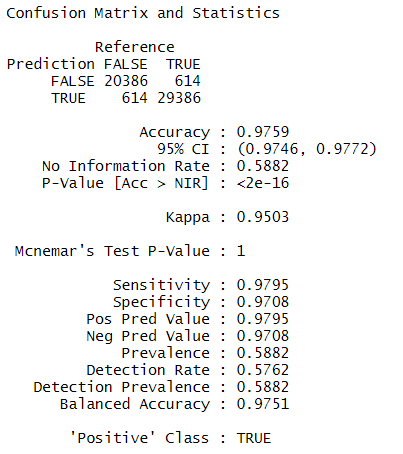 Confusion Matrix and Statistics
Reference
Prediction FALSE TRUE
FALSE 20386 614
TRUE 614 29386
Accuracy : 0.9759
95% CI : (0.9746, 0.9772)
No Information Rate : 0.5882
P-Value [Acc > NIR] : <2e-16
Kappa : 0.9503
Mcnemar's Test P-Value : 1
Sensitivity : 0.9795
Specificity : 0.9708
Pos Pred Value : 0.9795
Neg Pred Value : 0.9708
Prevalence : 0.5882
Detection Rate : 0.5762
Detection Prevalence : 0.5882
Balanced Accuracy : 0.9751
'Positive' Class : TRUE